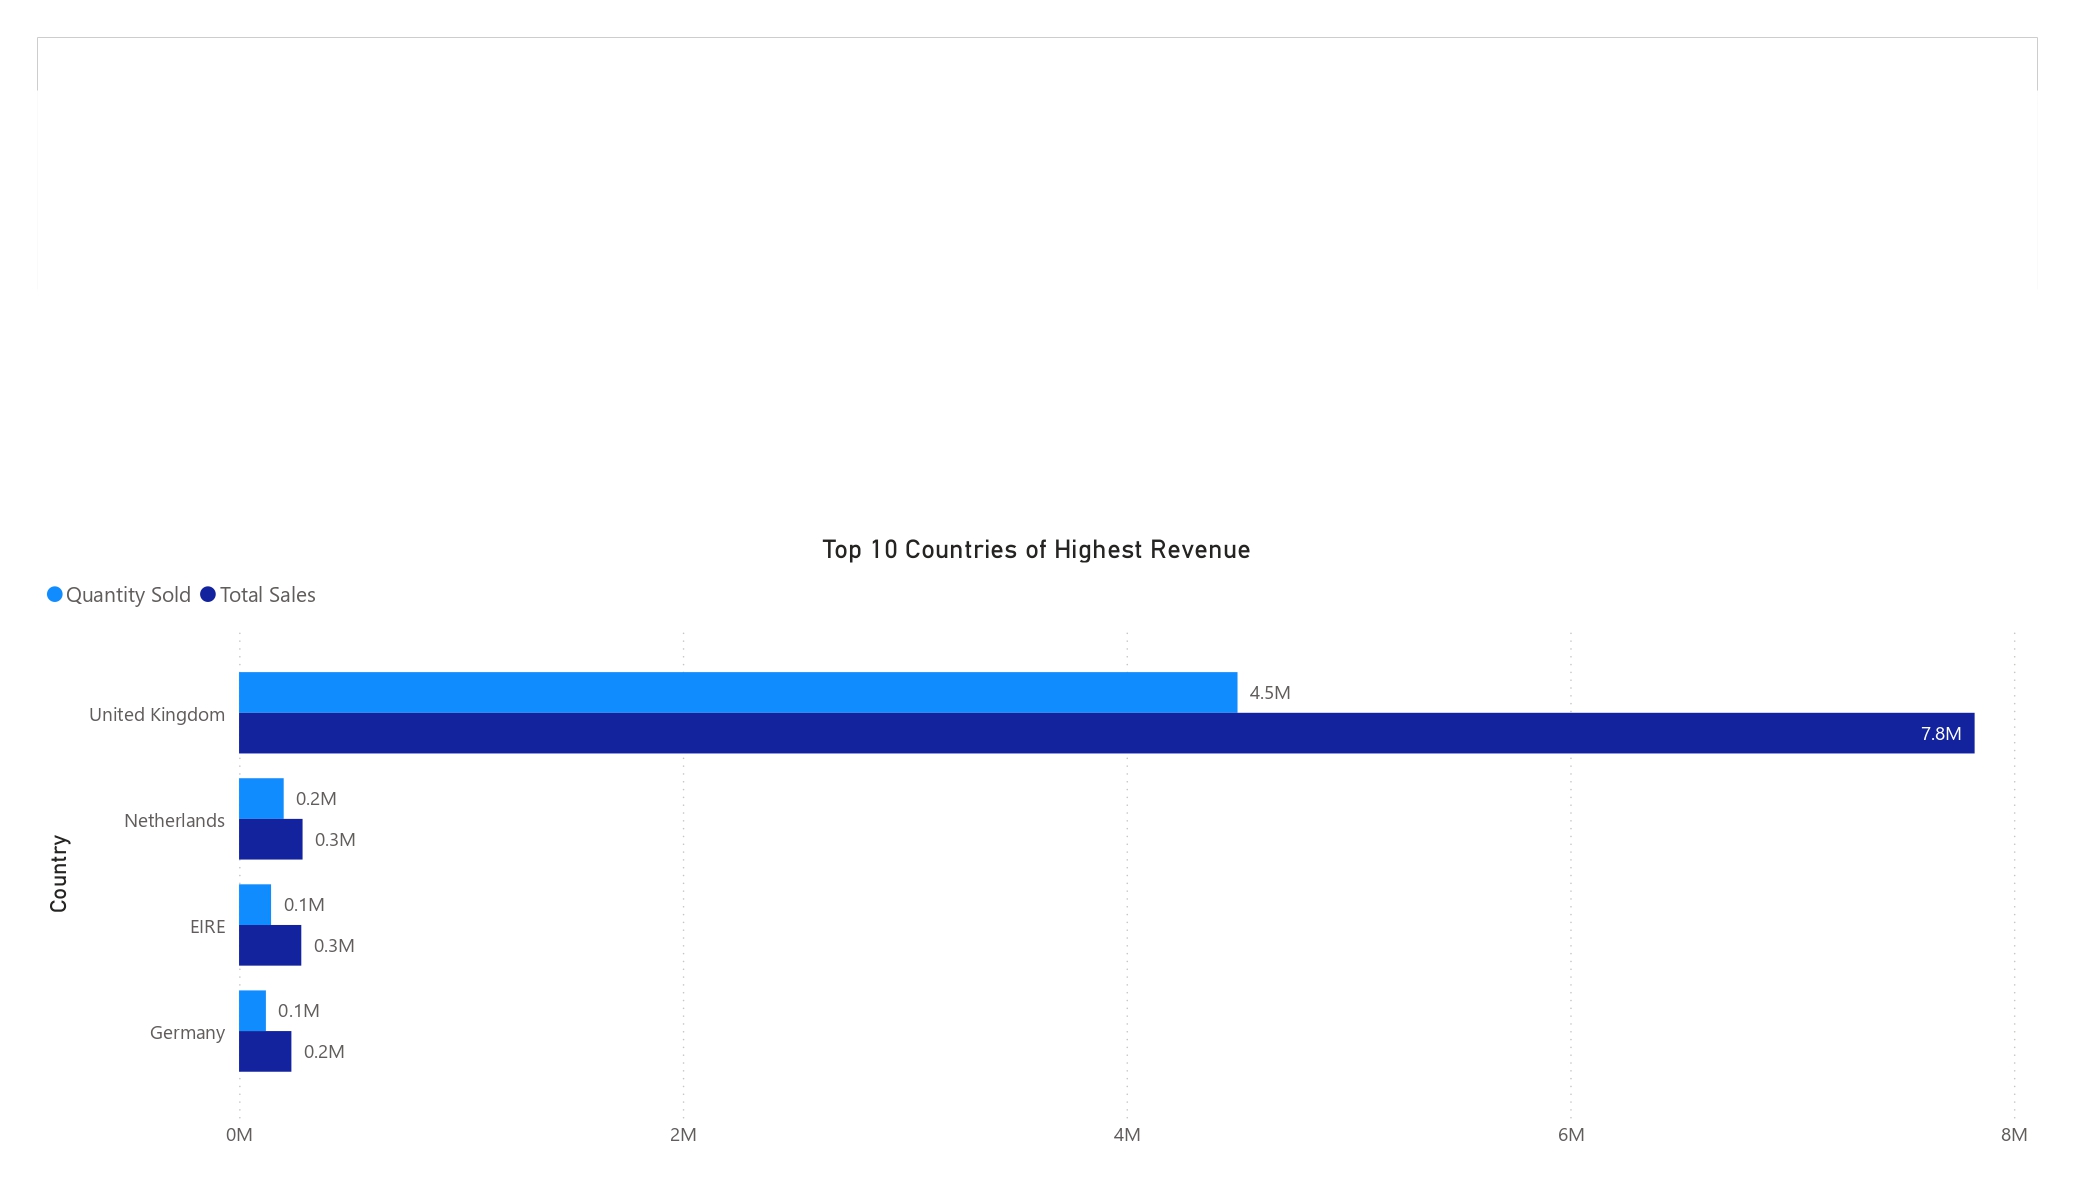 Top 10 Countries of Highest Revenue
Quantity Sold Total Sales
Country
United Kingdom
4.5M
7.8M
Netherlands
0.2M
0.3M
EIRE
0.1M
0.3M
Germany
0.1M
0.2M
0M 2M 4M 6M 8M